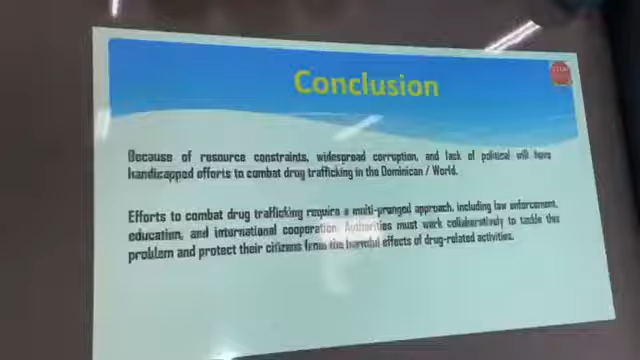 Conclusion
Because of resource constraints, widespread corruption, and lack of political will have
handicapped efforts to combat drug trafficking in the Dominican / World.
Efforts to combat drug trafficking require a multi-pronged approach, including law enforcement,
education, and international cooperation. Authorities must work collaboratively to tackle this
problem and protect their citizens from the harmful effects of drug-related activities.